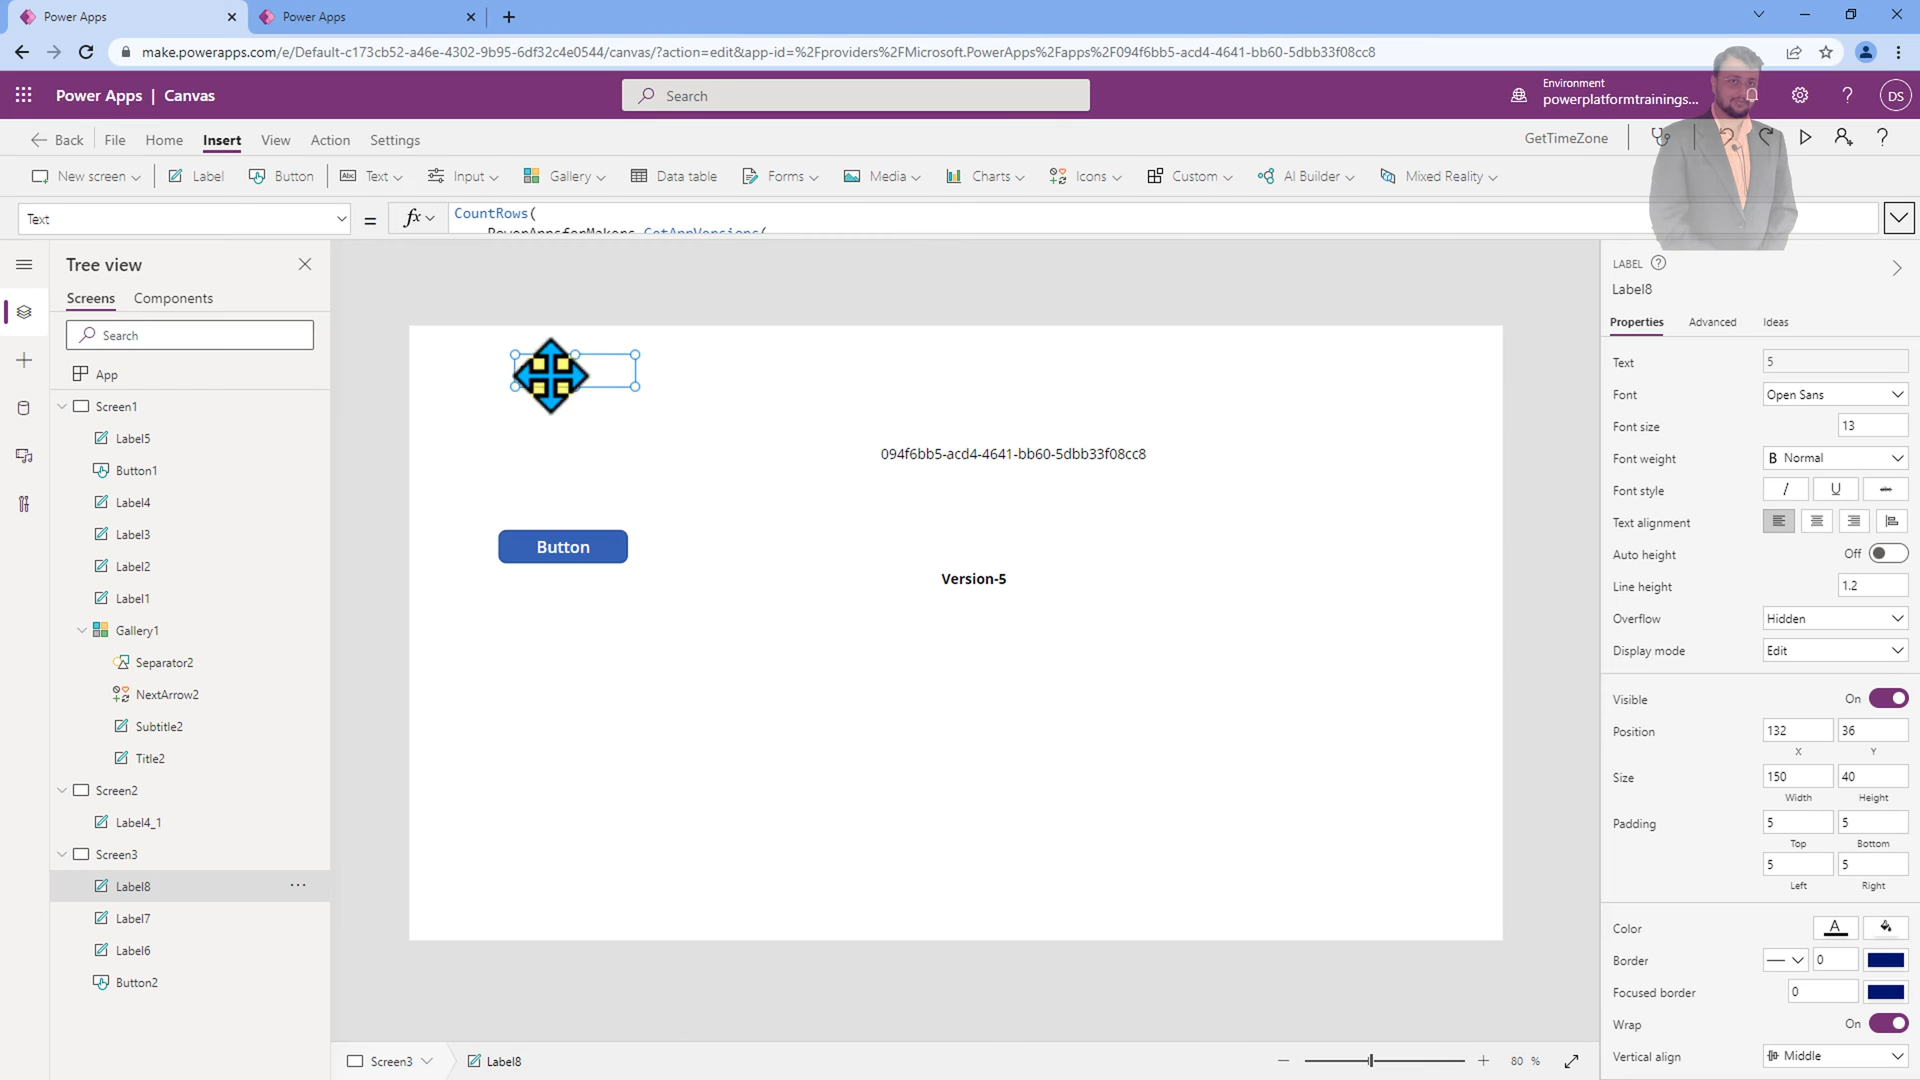 Power Apps
Power Apps
make.powerapps.com/e/Default-c173cb52-a46e-4302-9b95-6df32c4e0544/canvas/?action=edit&app-id=%2Fproviders%2FMicrosoft.PowerApps%2Fapps%2F094f6bb5-acd4-4641-bb60-5dbb33f08cc8
Power Apps | Canvas
Search
Environment
powerplatformtrainings...
DS
Back File Home Insert View Action Settings
GetTimeZone
New screen Label Button Text Input Gallery Data table Forms Media Charts Icons Custom AI Builder Mixed Reality
Text = fx CountRows(
PowerAppsforMakers.GetAppVersions(
Tree view
Screens Components
Search
App
Screen1
Label5
Button1
Label4
Label3
Label2
Label1
Gallery1
Separator2
NextArrow2
Subtitle2
Title2
Screen2
Label4_1
Screen3
Label8 ...
Label7
Label6
Button2
094f6bb5-acd4-4641-bb60-5dbb33f08cc8
Button
Version-5
LABEL
Label8
Properties Advanced Ideas
Text 5
Font Open Sans
Font size 13
Font weight B Normal
Font style / U abc
Text alignment
Auto height Off
Line height 1.2
Overflow Hidden
Display mode Edit
Visible On
Position 132 36
X Y
Size 150 40
Width Height
Padding 5 5
Top Bottom
5 5
Left Right
Color A
Border 0
Focused border 0
Wrap On
Vertical align Middle
Screen3 Label8
80 %